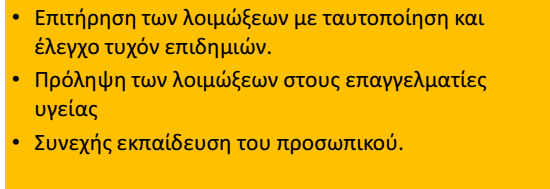 • Επιτήρηση των λοιμώξεων με ταυτοποίηση και
έλεγχο τυχόν επιδημιών.
• Πρόληψη των λοιμώξεων στους επαγγελματίες
υγείας
• Συνεχής εκπαίδευση του προσωπικού.